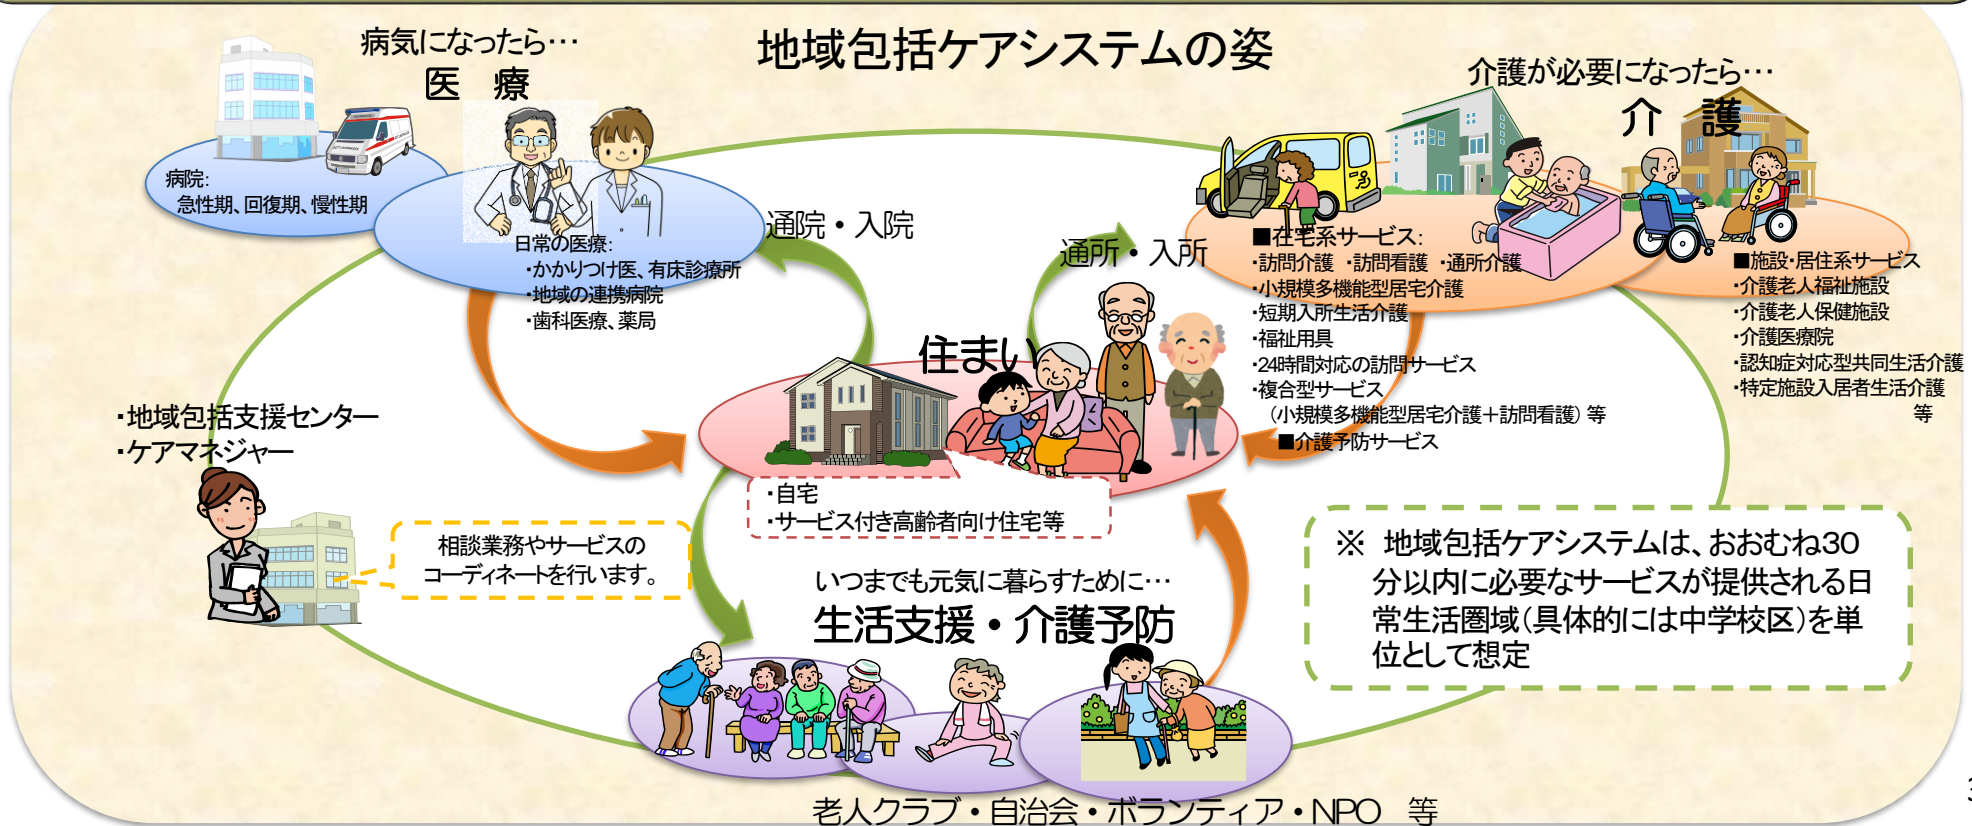 地域包括ケアシステムの姿
病気になったら…
医 療
病院:
急性期、回復期、慢性期
日常の医療:
・かかりつけ医、有床診療所
・地域の連携病院
・歯科医療、薬局
通院・入院
通所・入所
介護が必要になったら…
介 護
■在宅系サービス:
・訪問介護 ・訪問看護 ・通所介護
・小規模多機能型居宅介護
・短期入所生活介護
・福祉用具
・24時間対応の訪問サービス
・複合型サービス
(小規模多機能型居宅介護+訪問看護) 等
■介護予防サービス
■施設・居住系サービス
・介護老人福祉施設
・介護老人保健施設
・介護医療院
・認知症対応型共同生活介護
・特定施設入居者生活介護
等
住まい
・自宅
・サービス付き高齢者向け住宅等
・地域包括支援センター
・ケアマネジャー
相談業務やサービスの
コーディネートを行います。
いつまでも元気に暮らすために…
生活支援・介護予防
※ 地域包括ケアシステムは、おおむね30
分以内に必要なサービスが提供される日
常生活圏域(具体的には中学校区)を単
位として想定
老人クラブ・自治会・ボランティア・NPO 等